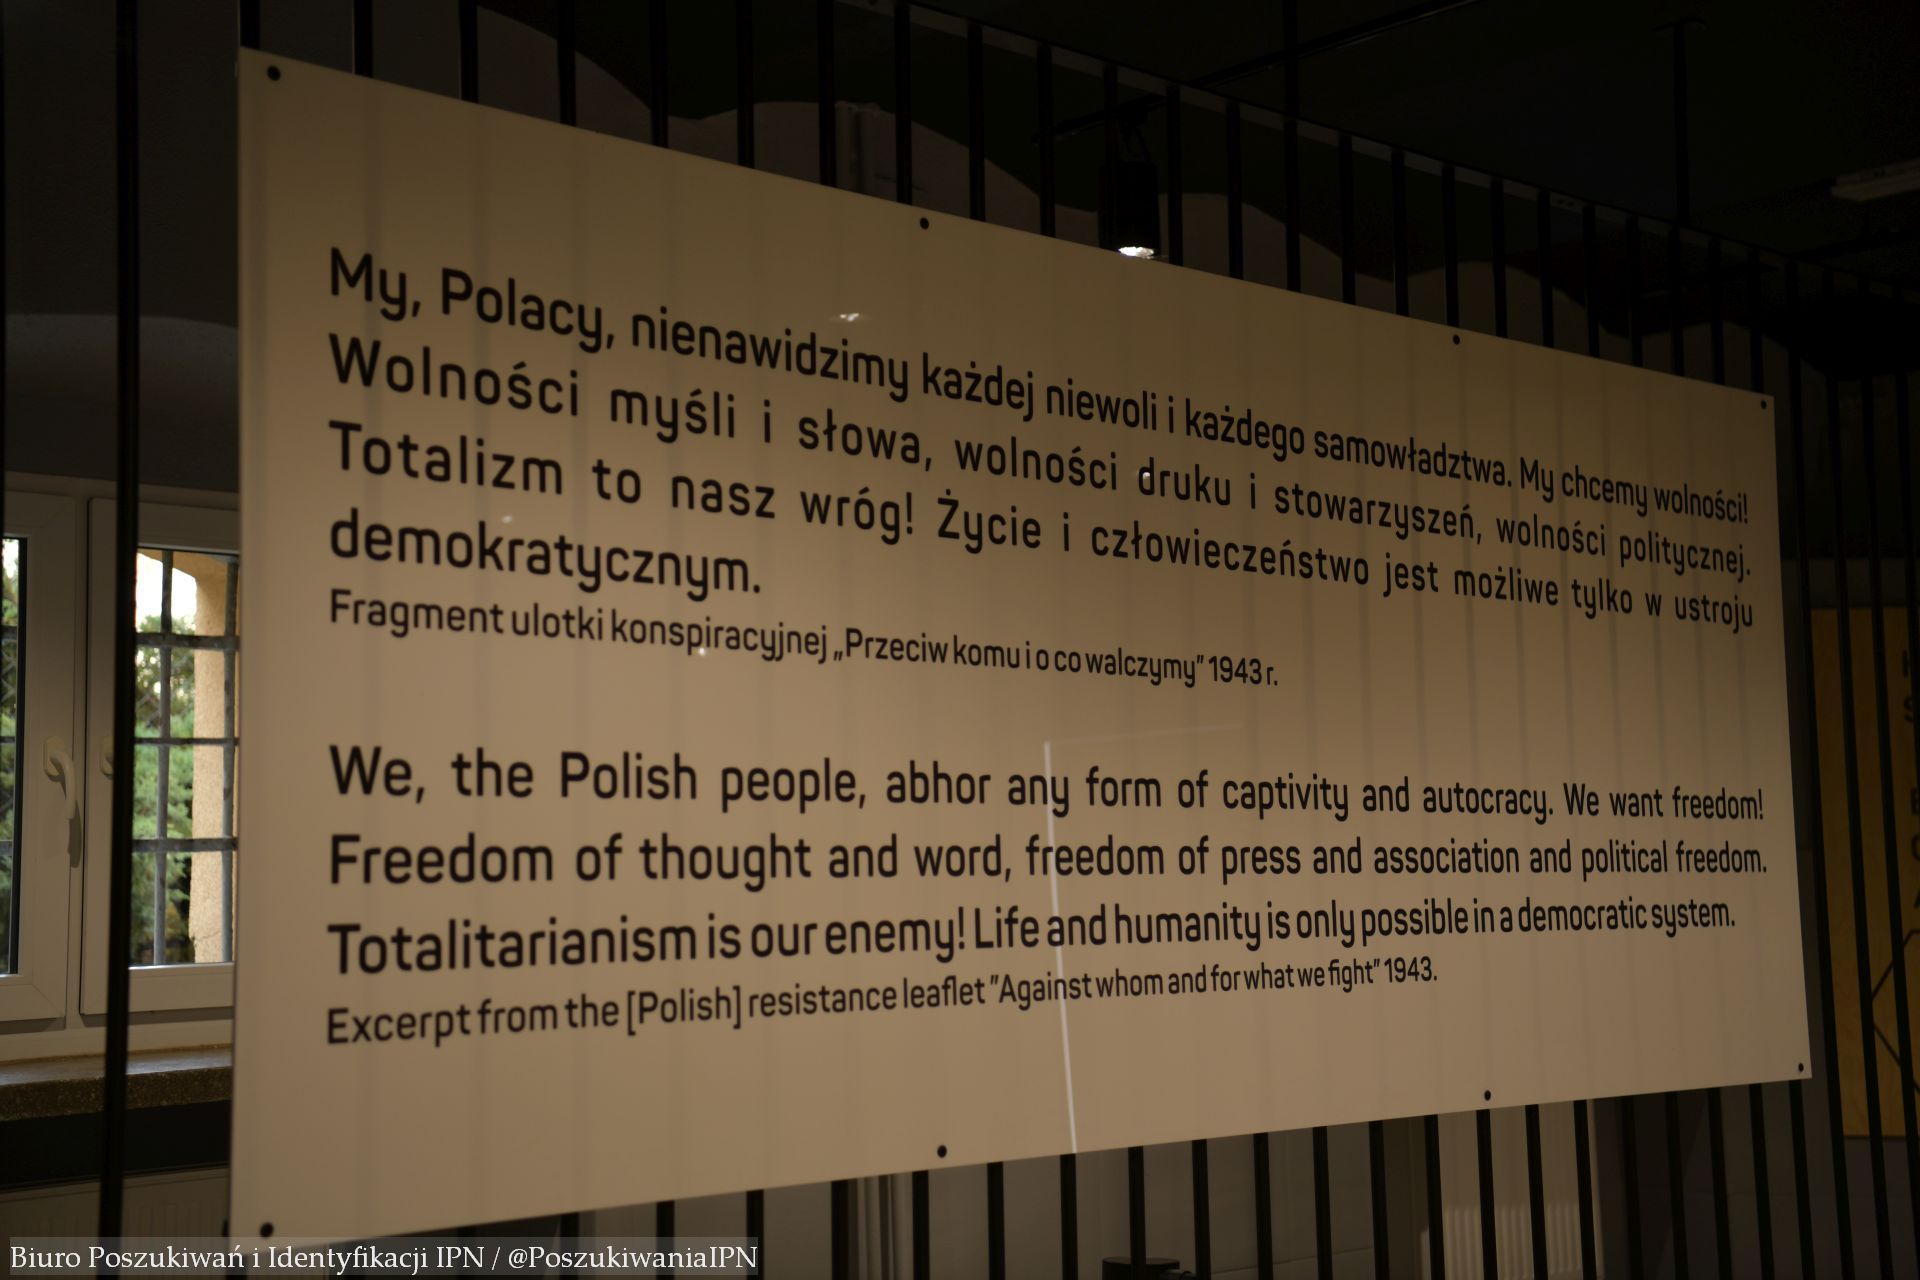 My, Polacy, nienawidzimy każdej niewoli i każdego samowładztwa. My chcemy wolności!
Wolności myśli i słowa, wolności druku i stowarzyszeń, wolności politycznej.
Totalizm to nasz wróg! Życie i człowieczeństwo jest możliwe tylko w ustroju
demokratycznym.
Fragment ulotki konspiracyjnej „Przeciw komu i o co walczymy” 1943 r.
We, the Polish people, abhor any form of captivity and autocracy. We want freedom!
Freedom of thought and word, freedom of press and association and political freedom.
Totalitarianism is our enemy! Life and humanity is only possible in a democratic system.
Excerpt from the [Polish] resistance leaflet ”Against whom and for what we fight” 1943.
Biuro Poszukiwań i Identyfikacji IPN / @PoszukiwaniaIPN